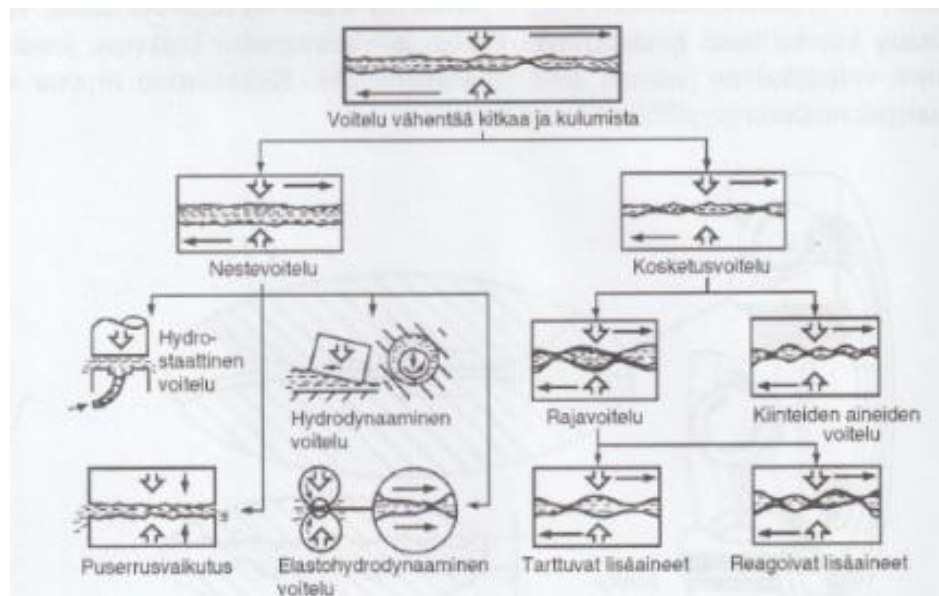 Voitelu vähentää kitkaa ja kulumista
Nestevoitelu
Kosketusvoitelu
Hydro-
staattinen
voitelu
Hydrodynaaminen
voitelu
Rajavoitelu
Kiinteiden aineiden
voitelu
Puserrusvaikutus
Elastohydrodynaaminen
voitelu
Tarttuvat lisäaineet
Reagoivat lisäaineet